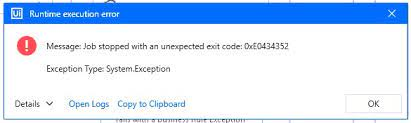 Ui Runtime execution error
Message: Job stopped with an unexpected exit code: 0xE0434352
Exception Type: System.Exception
Details Open Logs Copy to Clipboard OK
fails with a Business Rule Exception